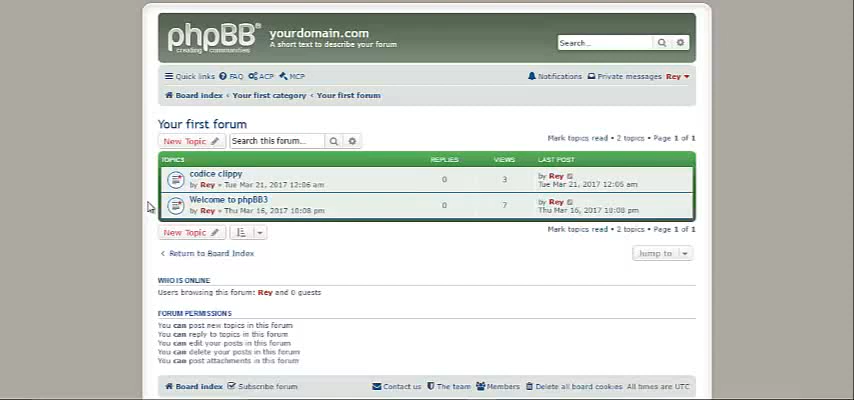 phpBB®
creating communities
yourdomain.com
A short text to describe your forum
Search...
Quick links FAQ ACP MCP
Notifications Private messages Rey
Board index ‹ Your first category ‹ Your first forum
Your first forum
New Topic Search this forum...
Mark topics read • 2 topics • Page 1 of 1
TOPICS REPLIES VIEWS LAST POST
codice clippy
by Rey » Tue Mar 21, 2017 12:06 am
0 3
by Rey
Tue Mar 21, 2017 12:06 am
Welcome to phpBB3
by Rey » Thu Mar 16, 2017 10:08 pm
0 7
by Rey
Thu Mar 16, 2017 10:08 pm
New Topic
Mark topics read • 2 topics • Page 1 of 1
‹ Return to Board Index
Jump to
WHO IS ONLINE
Users browsing this forum: Rey and 0 guests
FORUM PERMISSIONS
You can post new topics in this forum
You can reply to topics in this forum
You can edit your posts in this forum
You can delete your posts in this forum
You can post attachments in this forum
Board index Subscribe forum
Contact us The team Members Delete all board cookies All times are UTC